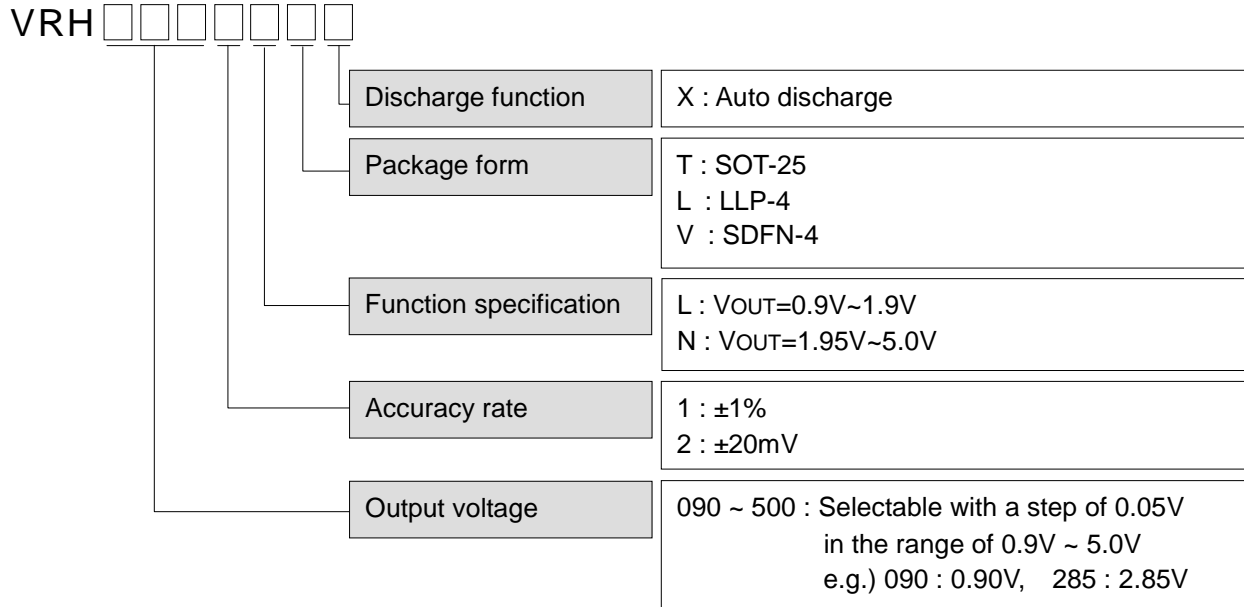 VRH
Discharge function
X : Auto discharge
Package form
T : SOT-25
L : LLP-4
V : SDFN-4
Function specification
L : VOUT=0.9V~1.9V
N : VOUT=1.95V~5.0V
Accuracy rate
1 : ±1%
2 : ±20mV
Output voltage
090 ~ 500 : Selectable with a step of 0.05V
in the range of 0.9V ~ 5.0V
e.g.) 090 : 0.90V, 285 : 2.85V